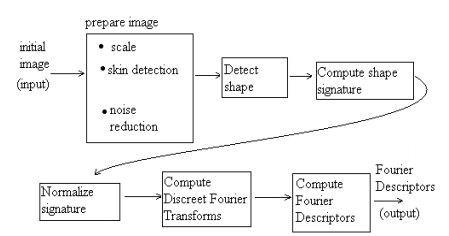 prepare image
initial
image
(input)
• scale
• skin detection
• noise
reduction
Detect
shape
Compute shape
signature
Normalize
signature
Compute
Discreet Fourier
Transforms
Compute
Fourier
Descriptors
Fourier
Descriptors
(output)